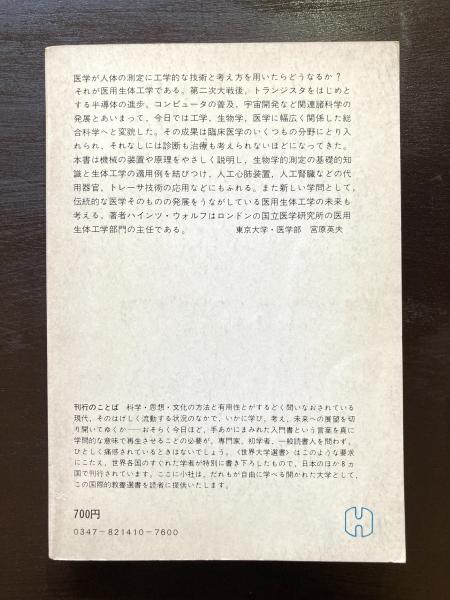 医学が人体の測定に工学的な技術と考え方を用いたらどうなるか？
それが医用生体工学である。第二次大戦後，トランジスタをはじめと
する半導体の進歩，コンピュータの普及，宇宙開発など関連諸科学の
発展とあいまって，今日では工学，生物学，医学に幅広く関係した総
合科学へと変貌した。その成果は臨床医学のいくつもの分野にとり入
れられ，それなしには診断も治療も考えられないほどになってきた。
本書は機械の装置や原理をやさしく説明し，生物学的測定の基礎的知
識と生体工学の適用例を結びつけ，人工心肺装置，人工腎臓などの代
用器官，トレーサ技術の応用などにもふれる。また新しい学問として，
伝統的な医学そのものの発展をうながしている医用生体工学の未来も
考える。著者ハインツ・ウォルフはロンドンの国立医学研究所の医用
生体工学部門の主任である。 東京大学・医学部 宮原英夫
刊行のことば 科学・思想・文化の方法と有用性とがするどく問いなおされている
現代，そのはげしく流動する状況のなかで，いかに学び，考え，未来への展望を切
り開いてゆくか──おそらく今日ほど，手あかにまみれた入門書という言葉を真に
学問的な意味で再生させることの必要が，専門家，初学者，一般読書人を問わず，
ひとしく痛感されているときはないでしょう。〈世界大学選書〉はこのような要求
にこたえ，世界各国のすぐれた学者が特別に書き下ろしたもので，日本のほか8ヵ
国で刊行されています。ここに小社は，だれもが自由に学べる開かれた大学として，
この国際的教養選書を読者に提供いたします。
700円
0347-821410-7600